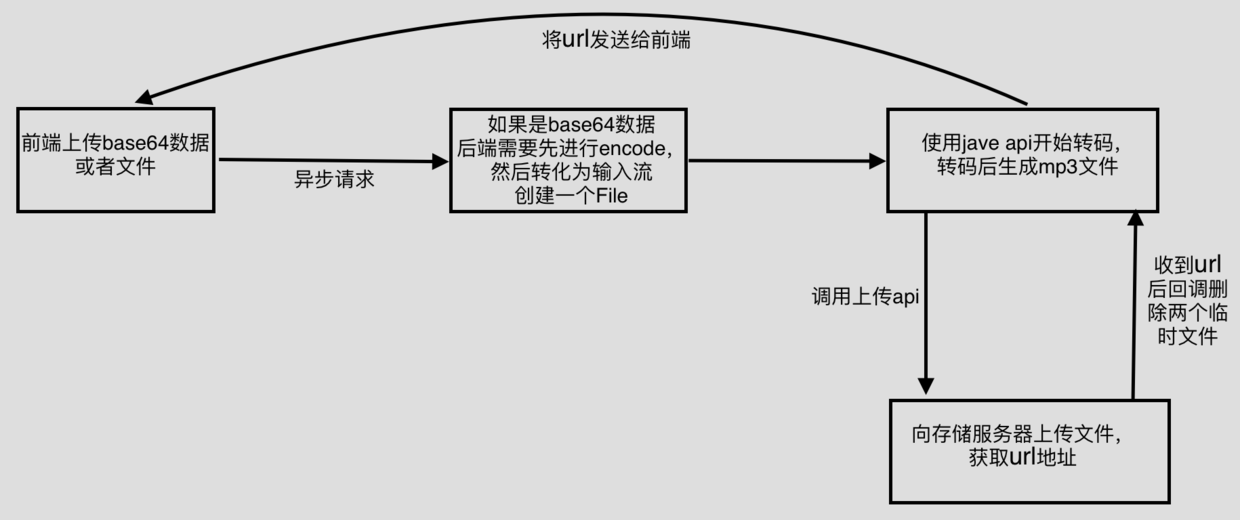 将url发送给前端
前端上传base64数据
或者文件
异步请求
如果是base64数据
后端需要先进行encode，
然后转化为输入流
创建一个File
使用jave api开始转码，
转码后生成mp3文件
调用上传api
收到url
后回调删
除两个临
时文件
向存储服务器上传文件，
获取url地址